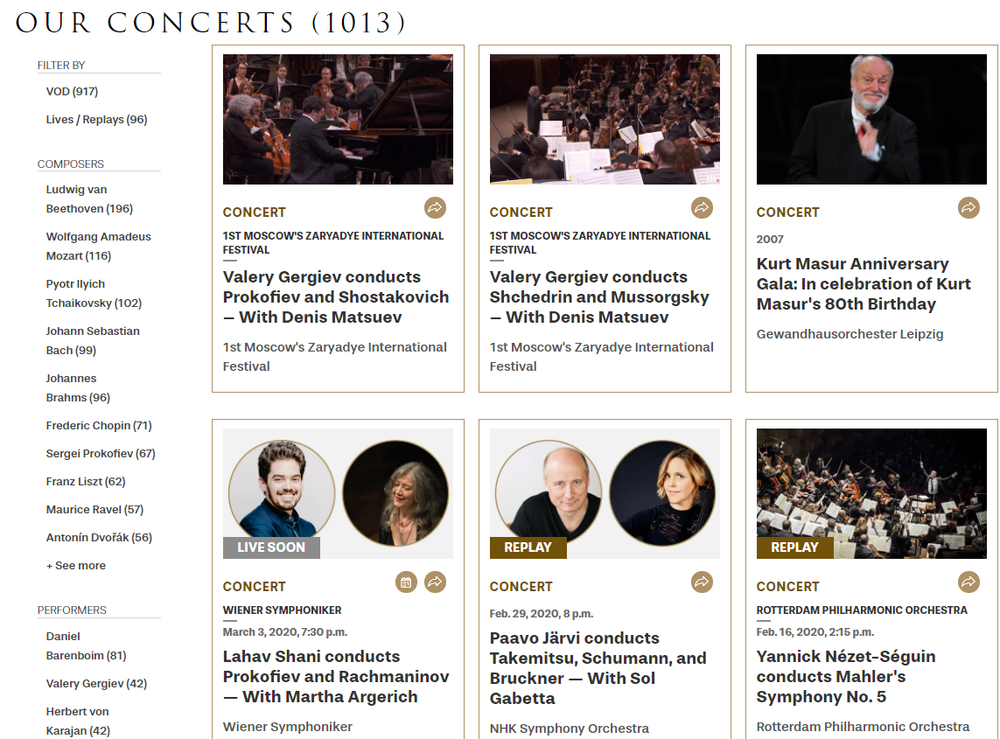 OUR CONCERTS (1013)
FILTER BY
VOD (917)
Lives / Replays (96)
COMPOSERS
Ludwig van
Beethoven (196)
Wolfgang Amadeus
Mozart (116)
Pyotr Ilyich
Tchaikovsky (102)
Johann Sebastian
Bach (99)
Johannes
Brahms (96)
Frederic Chopin (71)
Sergei Prokofiev (67)
Franz Liszt (62)
Maurice Ravel (57)
Antonín Dvořák (56)
+ See more
PERFORMERS
Daniel
Barenboim (81)
Valery Gergiev (42)
Herbert von
Karajan (42)
CONCERT
1ST MOSCOW'S ZARYADYE INTERNATIONAL
FESTIVAL
Valery Gergiev conducts
Prokofiev and Shostakovich
— With Denis Matsuev
1st Moscow's Zaryadye International
Festival
CONCERT
1ST MOSCOW'S ZARYADYE INTERNATIONAL
FESTIVAL
Valery Gergiev conducts
Shchedrin and Mussorgsky
— With Denis Matsuev
1st Moscow's Zaryadye International
Festival
CONCERT
2007
Kurt Masur Anniversary
Gala: In celebration of Kurt
Masur's 80th Birthday
Gewandhausorchester Leipzig
LIVE SOON
CONCERT
31
WIENER SYMPHONIKER
March 3, 2020, 7:30 p.m.
Lahav Shani conducts
Prokofiev and Rachmaninov
— With Martha Argerich
Wiener Symphoniker
REPLAY
CONCERT
Feb. 29, 2020, 8 p.m.
Paavo Järvi conducts
Takemitsu, Schumann, and
Bruckner — With Sol
Gabetta
NHK Symphony Orchestra
REPLAY
CONCERT
ROTTERDAM PHILHARMONIC ORCHESTRA
Feb. 16, 2020, 2:15 p.m.
Yannick Nézet-Séguin
conducts Mahler's
Symphony No. 5
Rotterdam Philharmonic Orchestra